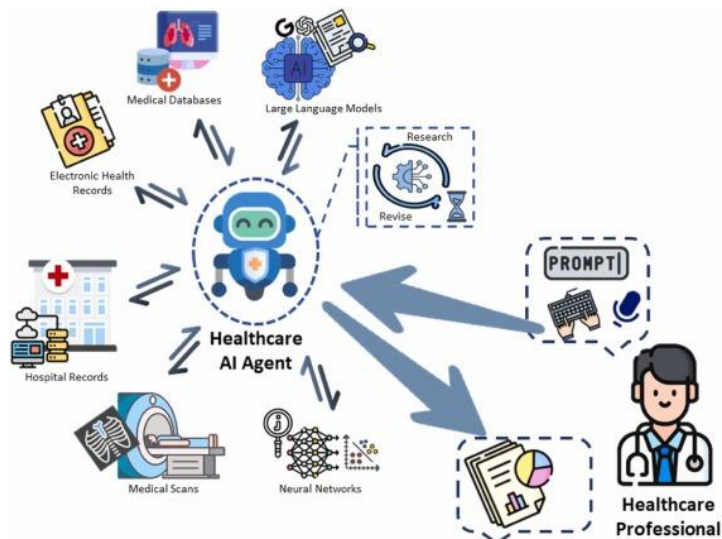 Medical Databases
Large Language Models
Research
Revise
Electronic Health
Records
PROMPT
Healthcare
AI Agent
Hospital Records
Medical Scans
Neural Networks
Healthcare
Professional
AI
G
i